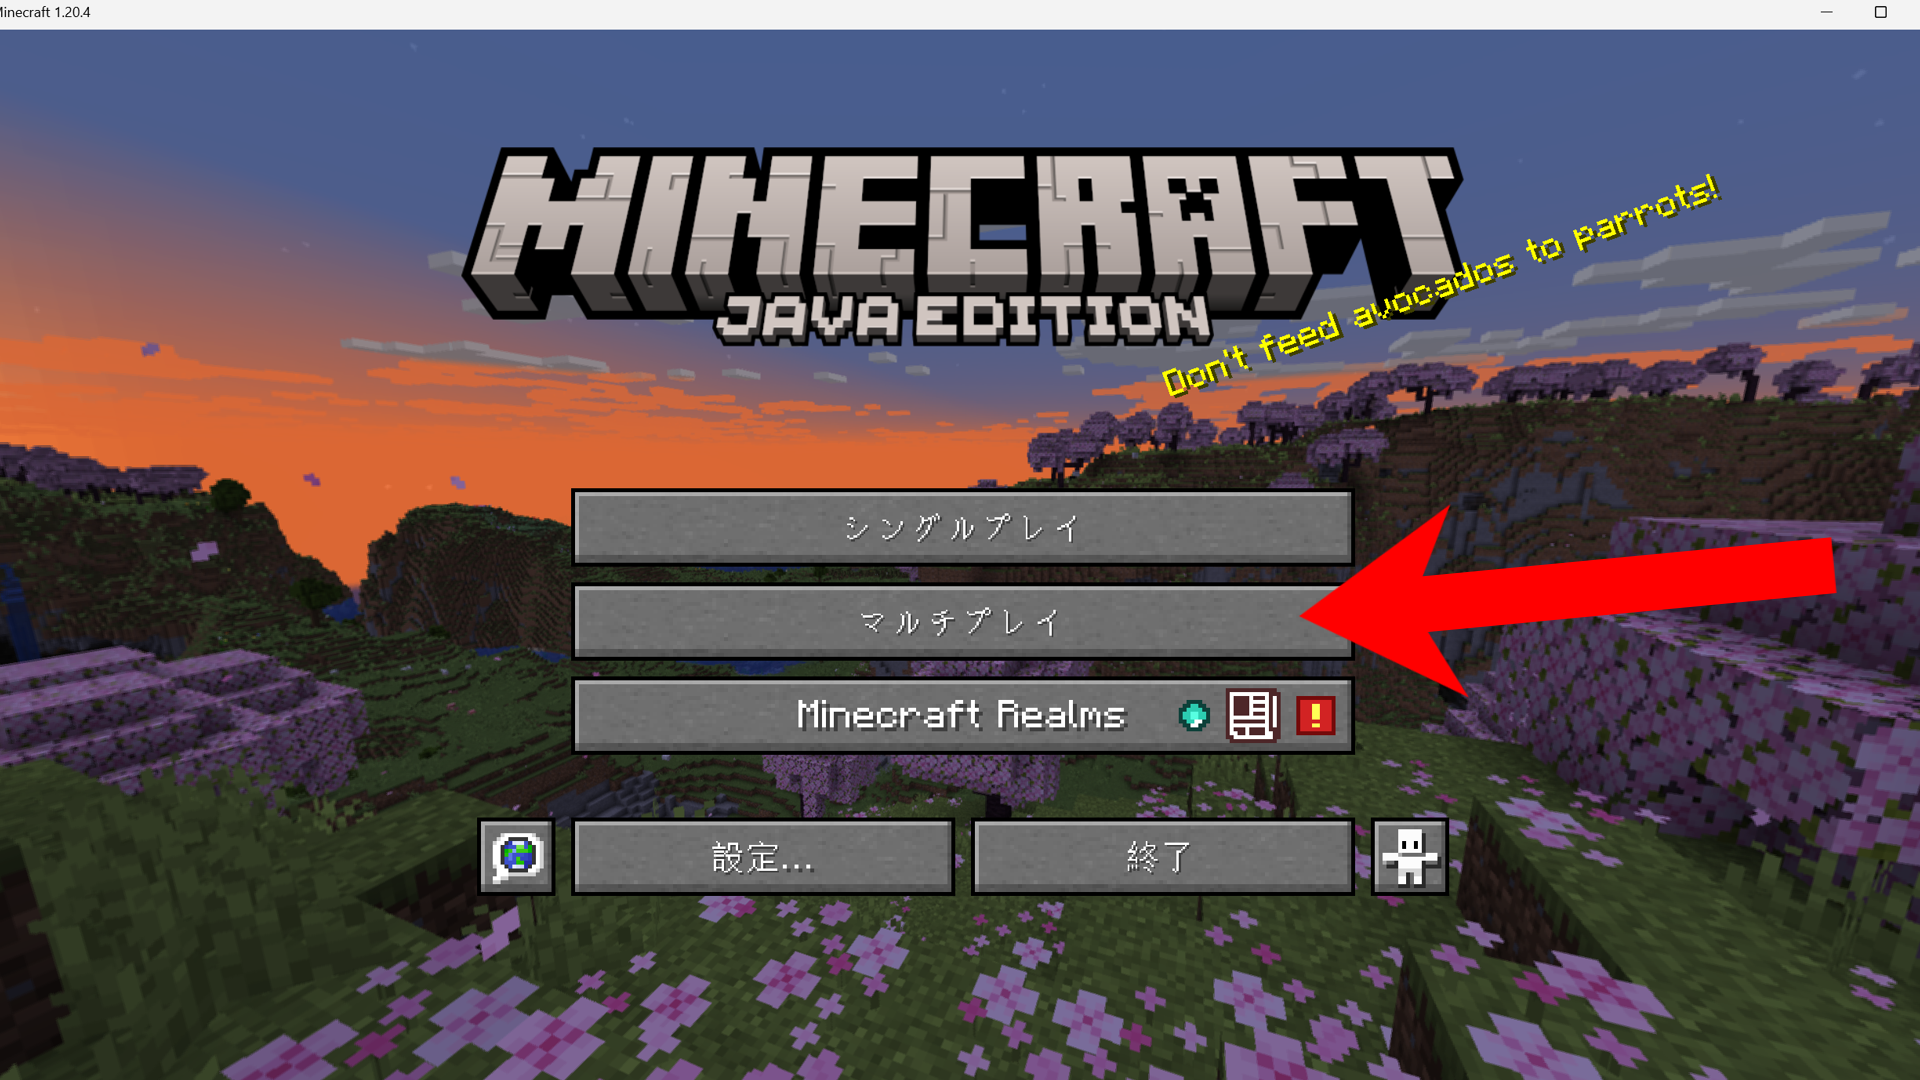 Minecraft 1.20.4
MINECRAFT
JAVA EDITION
Don't feed avocados to parrots!
シングルプレイ
マルチプレイ
Minecraft Realms
設定...
終了